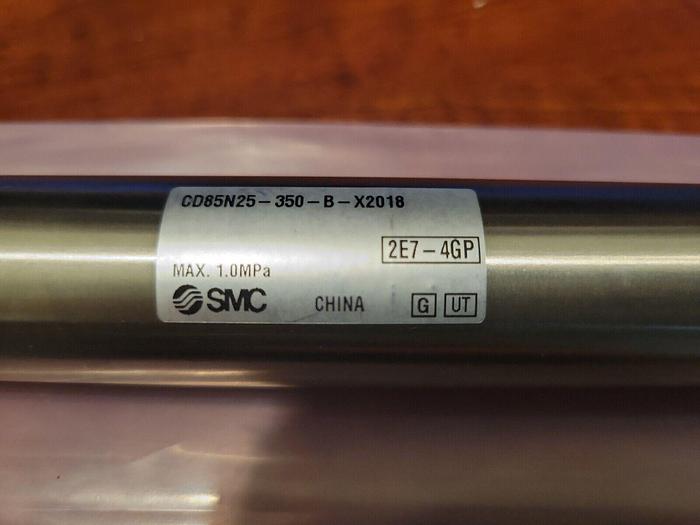 CD85N25-350-B-X2018
2E7-4GP
MAX. 1.0MPa
SMC CHINA G UT